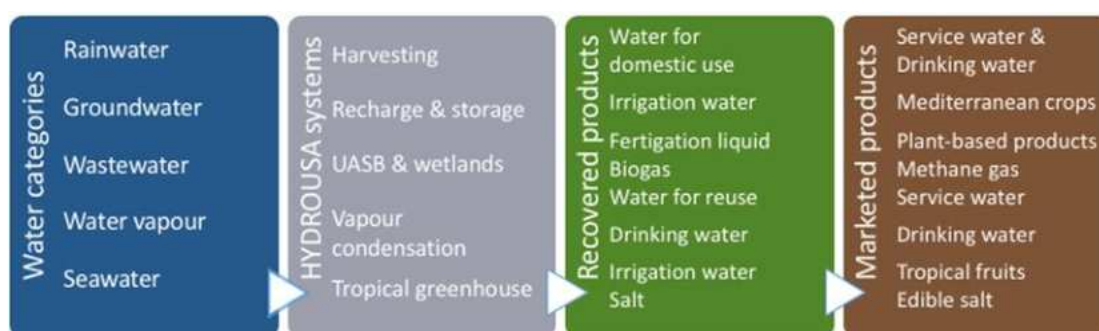 Water categories
Rainwater
Groundwater
Wastewater
Water vapour
Seawater
HYDROUSA systems
Harvesting
Recharge & storage
UASB & wetlands
Vapour
condensation
Tropical greenhouse
Recovered products
Water for
domestic use
Irrigation water
Fertigation liquid
Biogas
Water for reuse
Drinking water
Irrigation water
Salt
Marketed products
Service water &
Drinking water
Mediterranean crops
Plant-based products
Methane gas
Service water
Drinking water
Tropical fruits
Edible salt